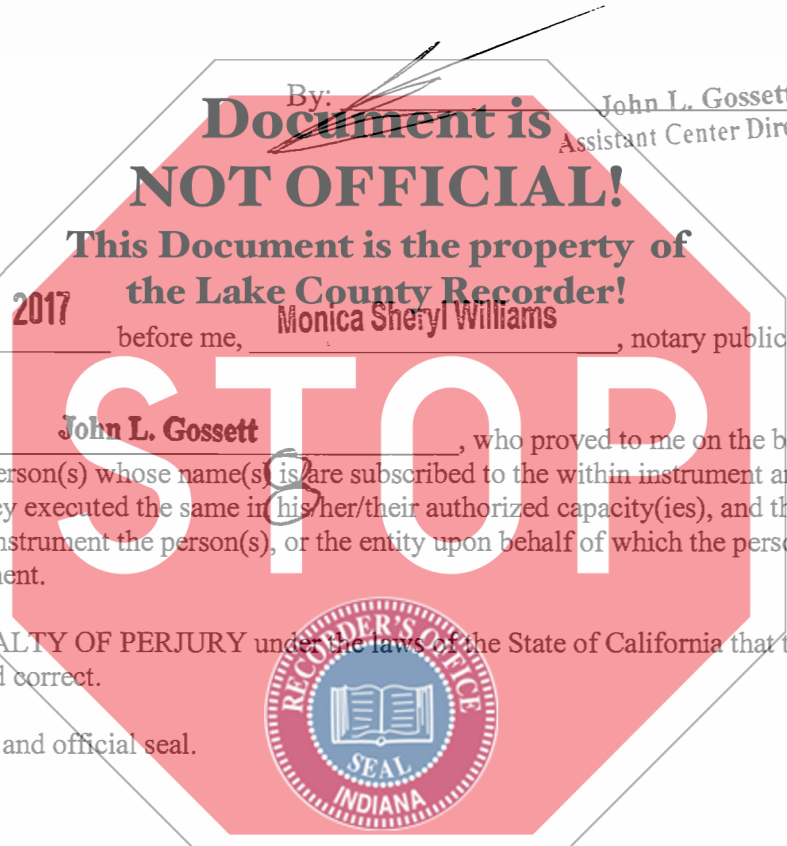 By:
John L. Gossett
Assistant Center Dire
Document is
NOT OFFICIAL!
This Document is the property of
the Lake County Recorder!
2017 before me, Monica Sheryl Williams, notary public
STOP
John L. Gossett, who proved to me on the b
erson(s) whose name(s) is/are subscribed to the within instrument a
ey executed the same in his/her/their authorized capacity(ies), and th
nstrument the person(s), or the entity upon behalf of which the perso
ent.
ALTY OF PERJURY under the laws of the State of California that t
d correct.
and official seal.
RECORDER'S OFFICE
SEAL
INDIANA